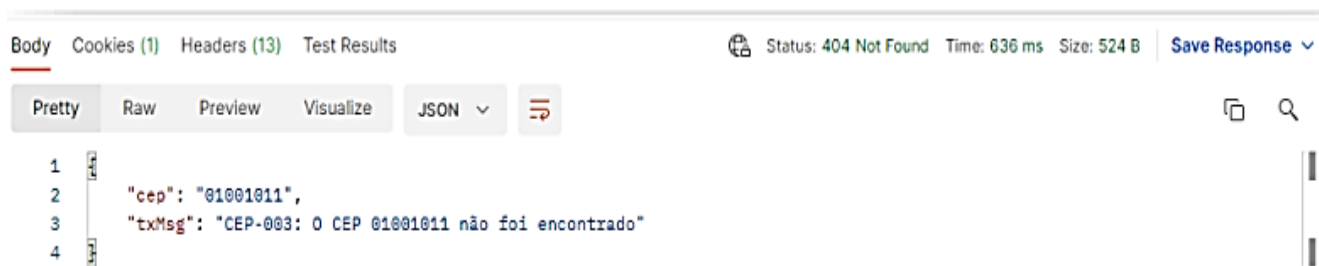 Body Cookies (1) Headers (13) Test Results Status: 404 Not Found Time: 636 ms Size: 524 B Save Response
Pretty Raw Preview Visualize JSON
1 {
2 "cep": "01001011",
3 "txMsg": "CEP-003: O CEP 01001011 não foi encontrado"
4 }